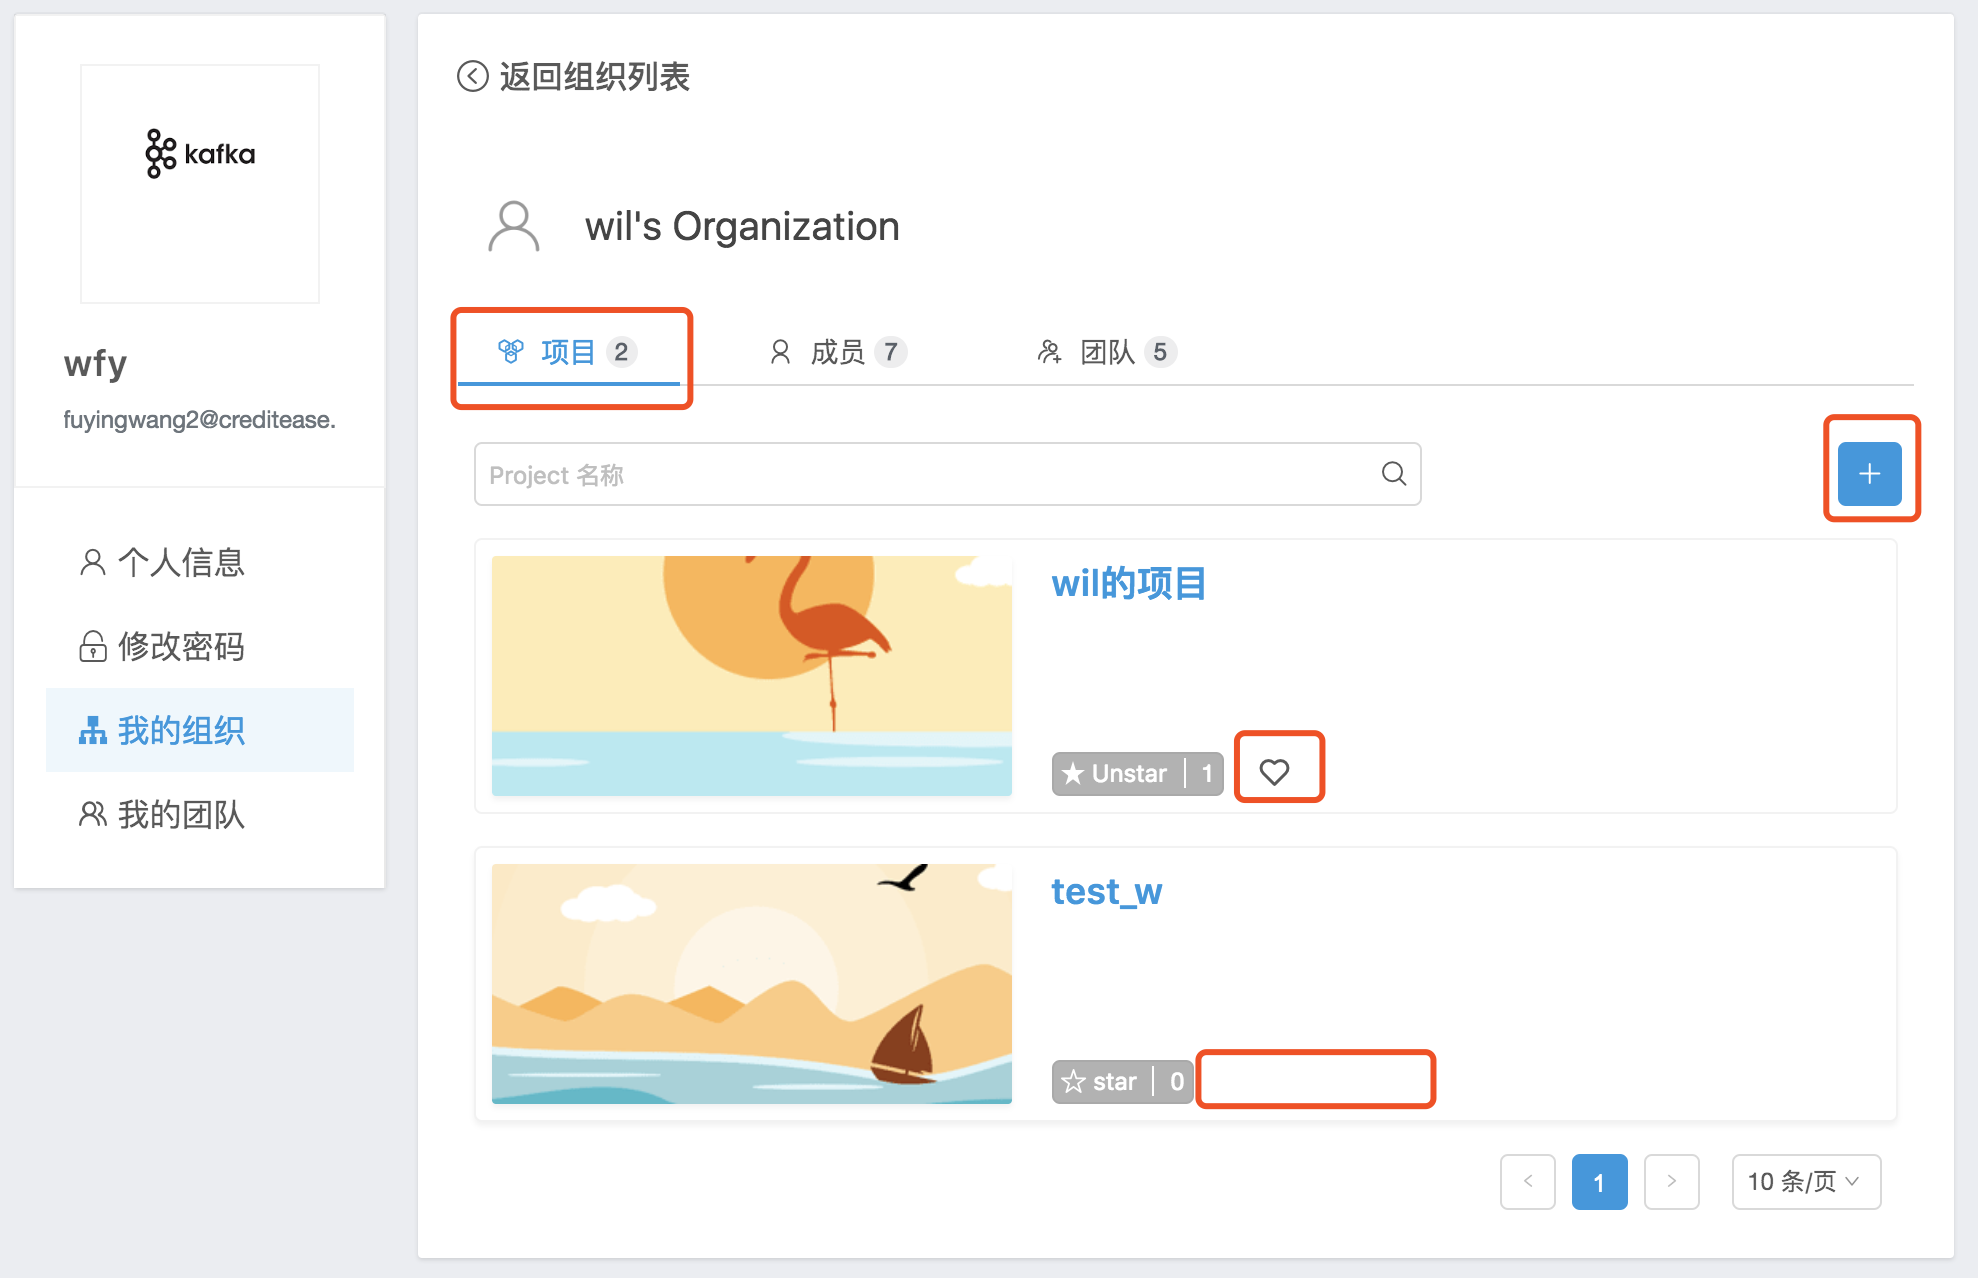 kafka
wfy
fuyingwang2@creditease.
个人信息
修改密码
我的组织
我的团队
返回组织列表
wil's Organization
项目 2
成员 7
团队 5
Project 名称
wil的项目
Unstar 1
test_w
star 0
1
10 条/页